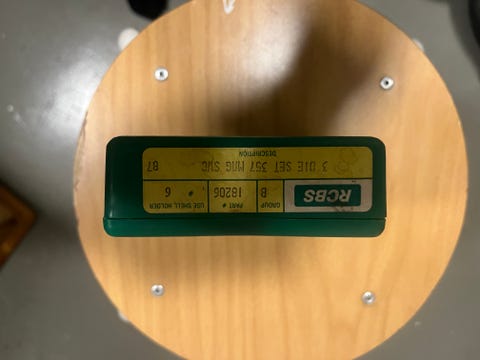 RCBS
GROUP PART # USE SHELL HOLDER
B 18206 # 6
3 DIE SET 357 MAG SWC 87
DESCRIPTION